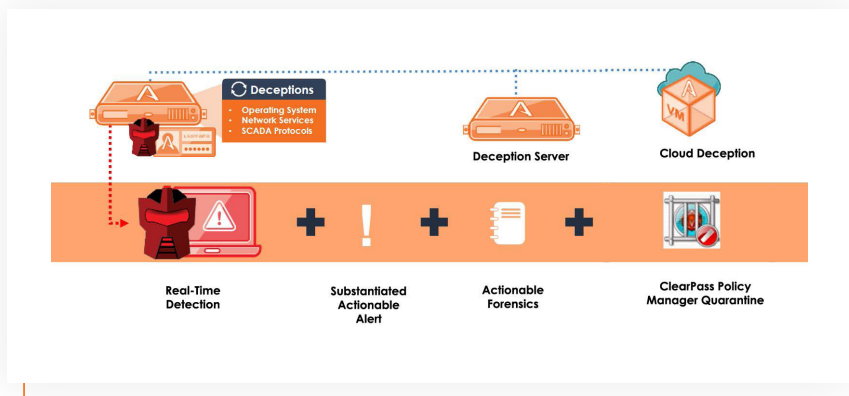 Deceptions
• Operating System
• Network Services
• SCADA Protocols
VM
Deception Server
Cloud Deception
Real-Time
Detection
Substantiated
Actionable
Alert
Actionable
Forensics
ClearPass Policy
Manager Quarantine